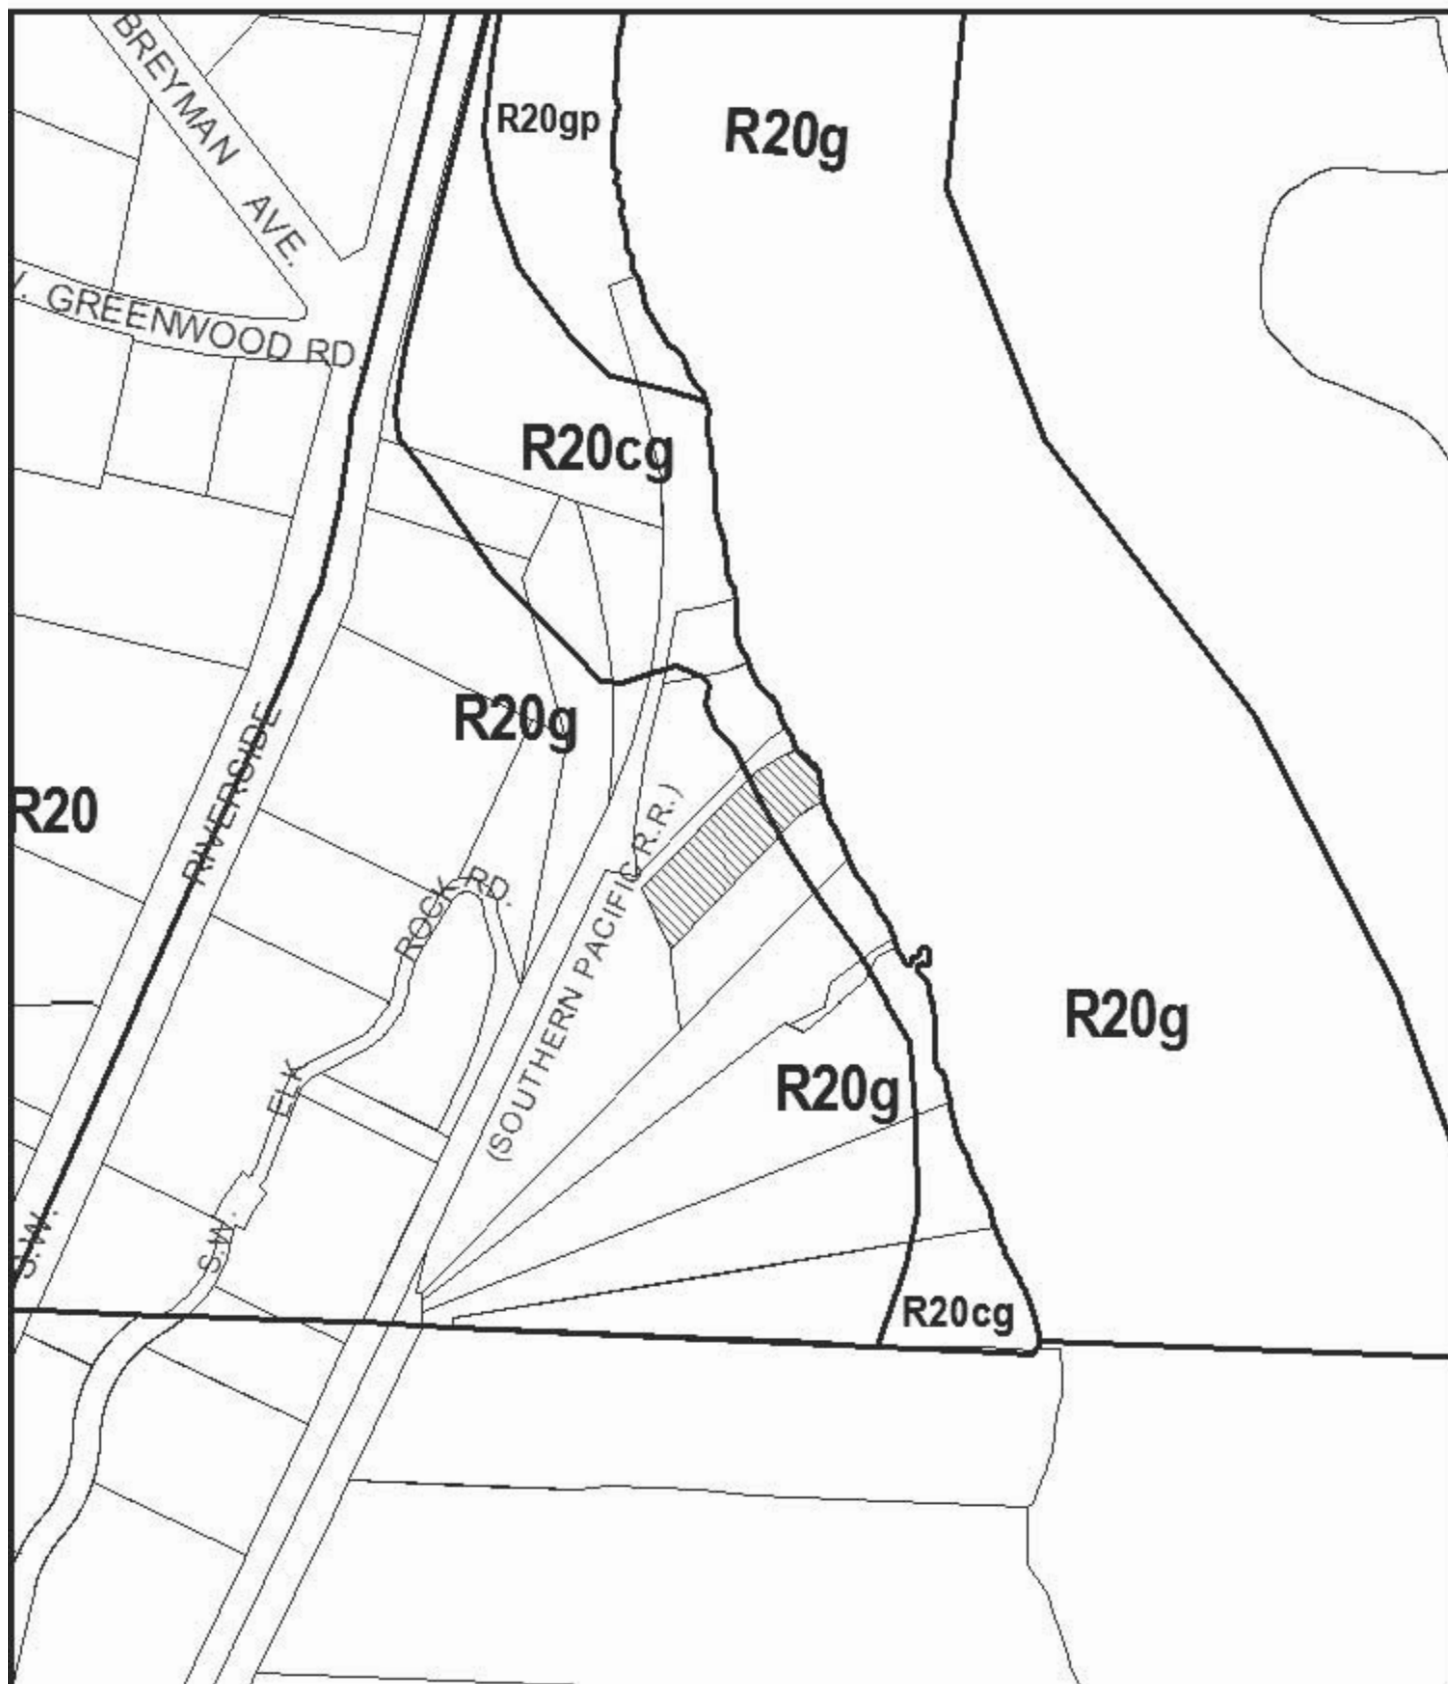 BREYMAN AVE.
R20gp
R20g
GREENWOOD RD
R20cg
R20g
R20
RIVERSIDE
(SOUTHERN PACIFIC R.R.)
ROCK RD.
R20g
R20g
ELK
S.W.
S.W.
R20cg